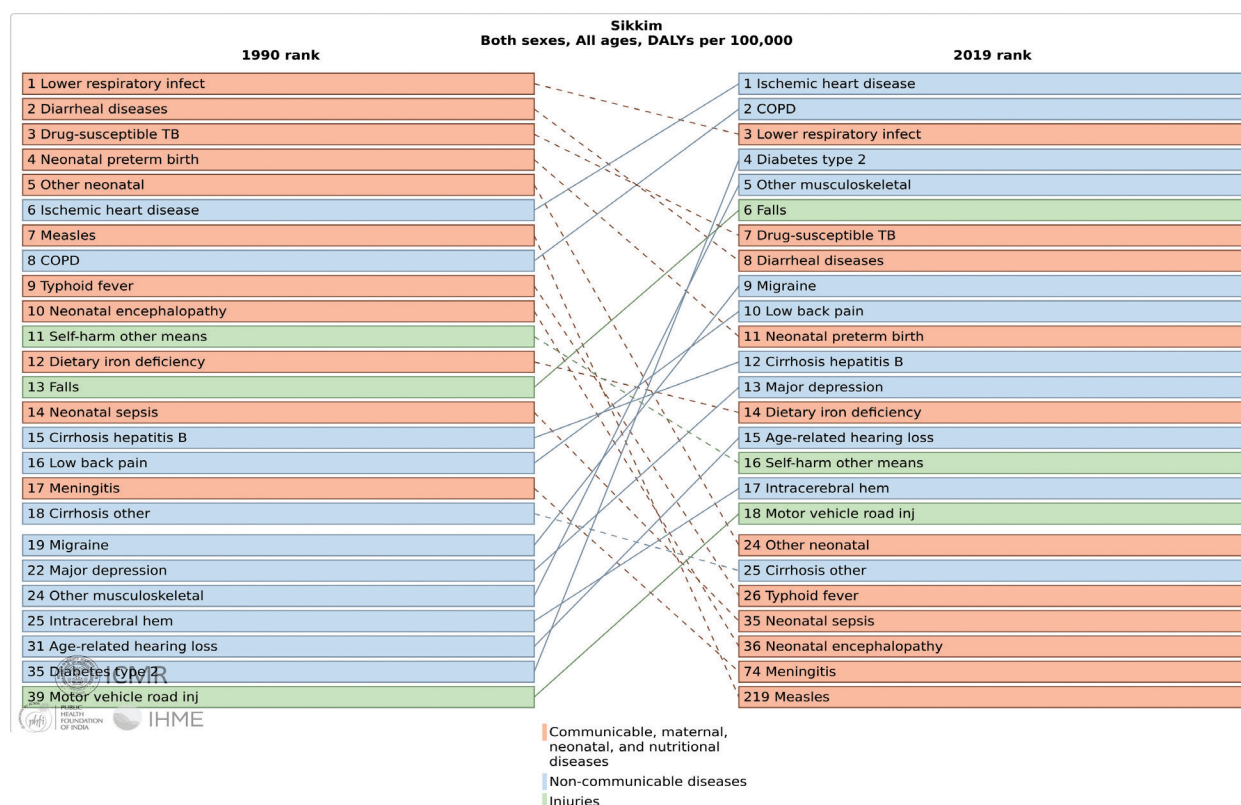 Sikkim
Both sexes, All ages, DALYs per 100,000
1990 rank
2019 rank
1 Lower respiratory infect
2 Diarrheal diseases
3 Drug-susceptible TB
4 Neonatal preterm birth
5 Other neonatal
6 Ischemic heart disease
7 Measles
8 COPD
9 Typhoid fever
10 Neonatal encephalopathy
11 Self-harm other means
12 Dietary iron deficiency
13 Falls
14 Neonatal sepsis
15 Cirrhosis hepatitis B
16 Low back pain
17 Meningitis
18 Cirrhosis other
19 Migraine
22 Major depression
24 Other musculoskeletal
25 Intracerebral hem
31 Age-related hearing loss
35 Diabetes type 2
39 Motor vehicle road inj
1 Ischemic heart disease
2 COPD
3 Lower respiratory infect
4 Diabetes type 2
5 Other musculoskeletal
6 Falls
7 Drug-susceptible TB
8 Diarrheal diseases
9 Migraine
10 Low back pain
11 Neonatal preterm birth
12 Cirrhosis hepatitis B
13 Major depression
14 Dietary iron deficiency
15 Age-related hearing loss
16 Self-harm other means
17 Intracerebral hem
18 Motor vehicle road inj
24 Other neonatal
25 Cirrhosis other
26 Typhoid fever
35 Neonatal sepsis
36 Neonatal encephalopathy
74 Meningitis
219 Measles
ICMR
phfi
PUBLIC
HEALTH
FOUNDATION
OF INDIA
IHME
Communicable, maternal,
neonatal, and nutritional
diseases
Non-communicable diseases
Injuries